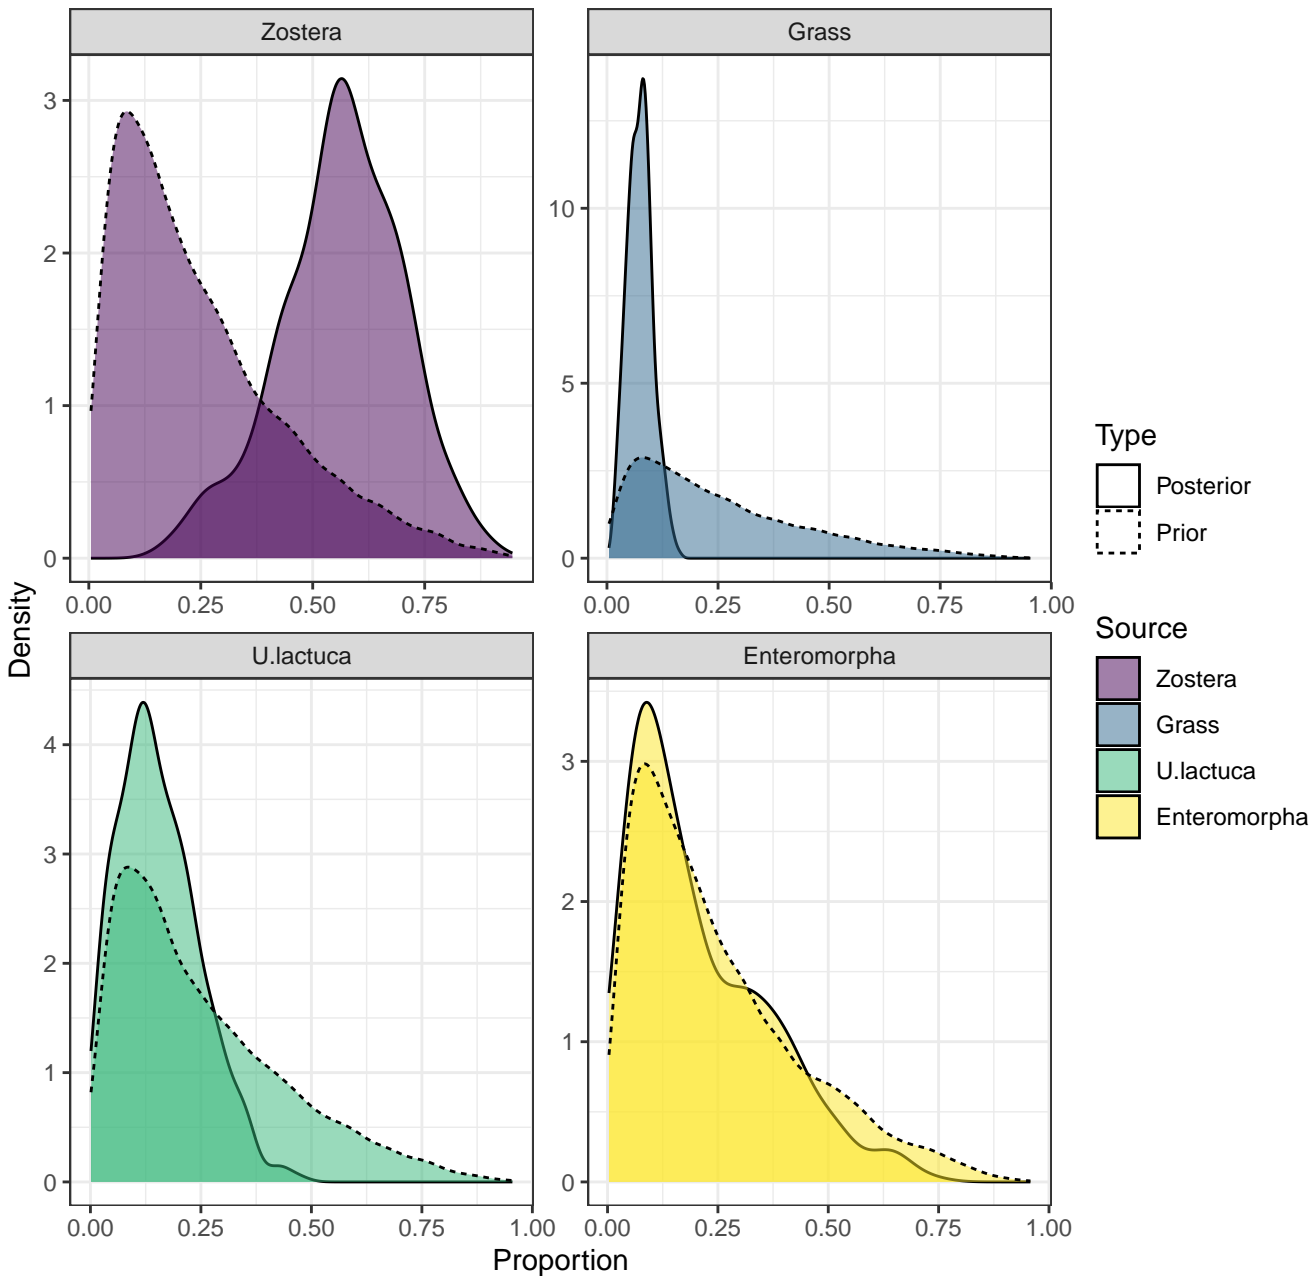 Zostera
Grass
3
2
1
0
10
5
0
0.00 0.25 0.50 0.75
0.00 0.25 0.50 0.75 1.00
U.lactuca
Enteromorpha
4
3
2
1
0
3
2
1
0
0.00 0.25 0.50 0.75 1.00
0.00 0.25 0.50 0.75 1.00
Density
Proportion
Type
Posterior
Prior
Source
Zostera
Grass
U.lactuca
Enteromorpha